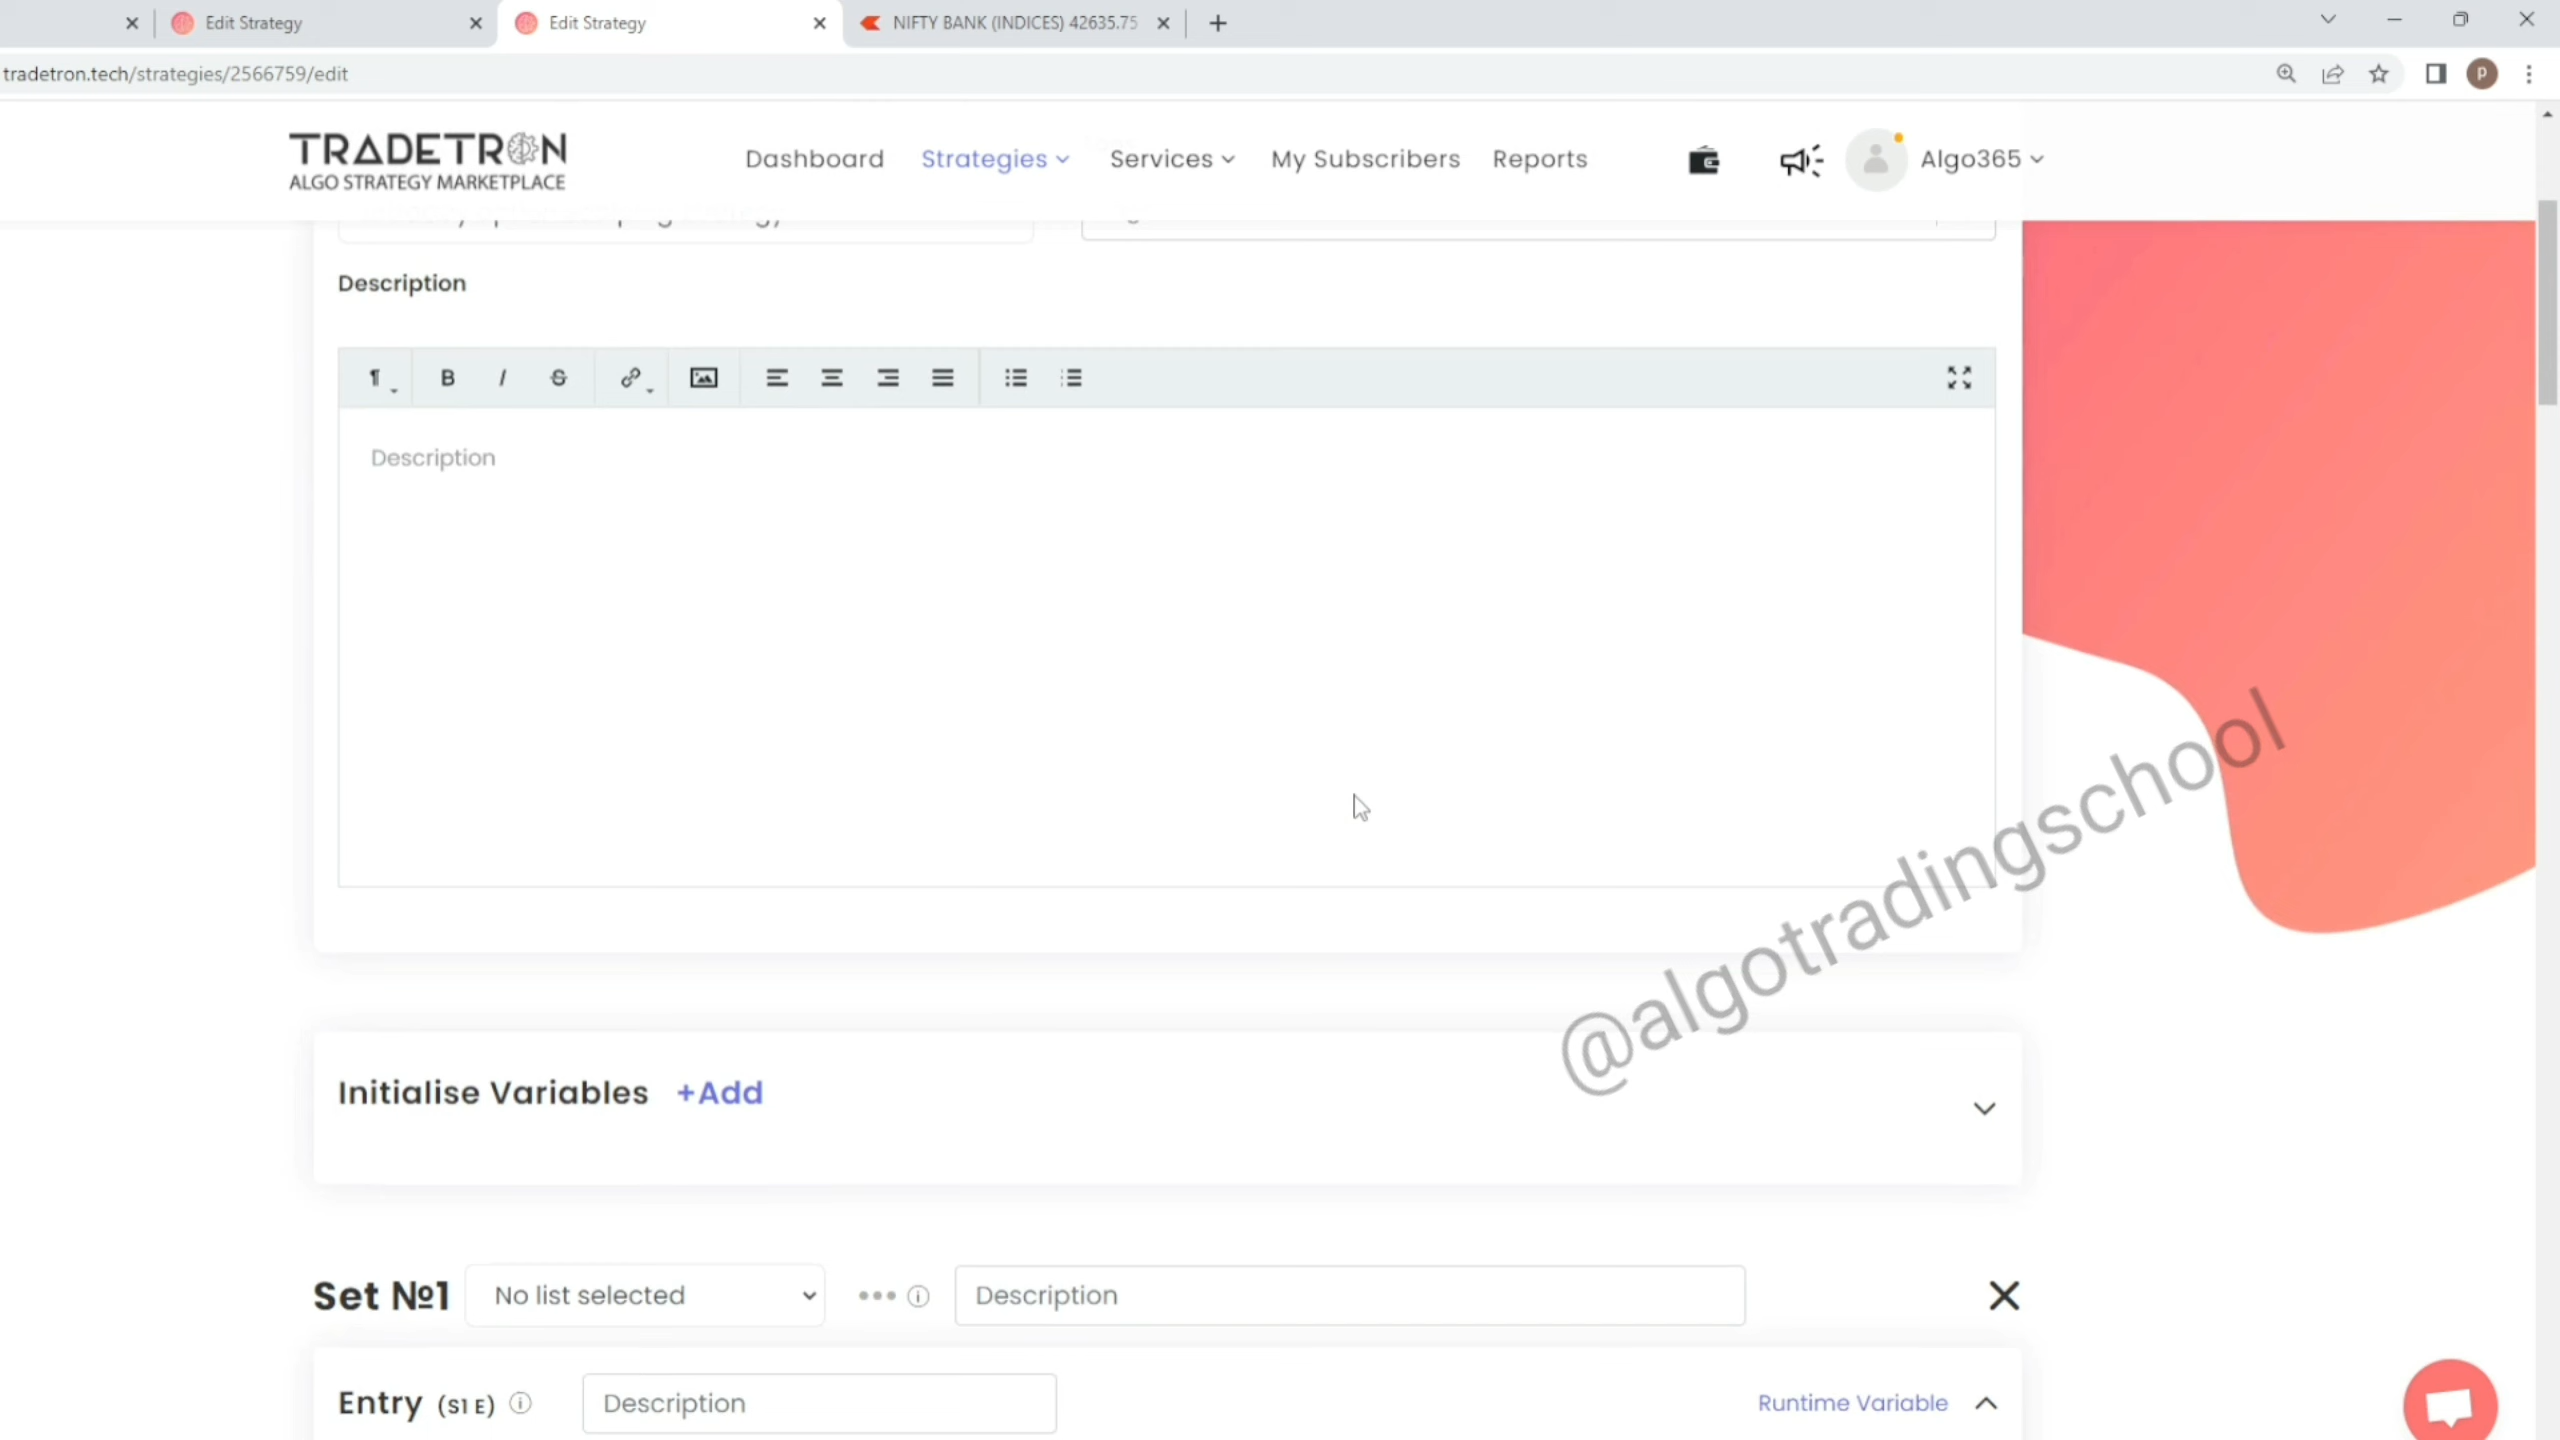 Edit Strategy
Edit Strategy
NIFTY BANK (INDICES) 42635.75
tradetron.tech/strategies/2566759/edit
p
TRADETRON
ALGO STRATEGY MARKETPLACE
Dashboard
Strategies
Services
My Subscribers
Reports
Algo365
Description
B I S
Description
@algotradingschool
Initialise Variables +Add
Set №1
No list selected
Description
Entry (S1 E)
Description
Runtime Variable